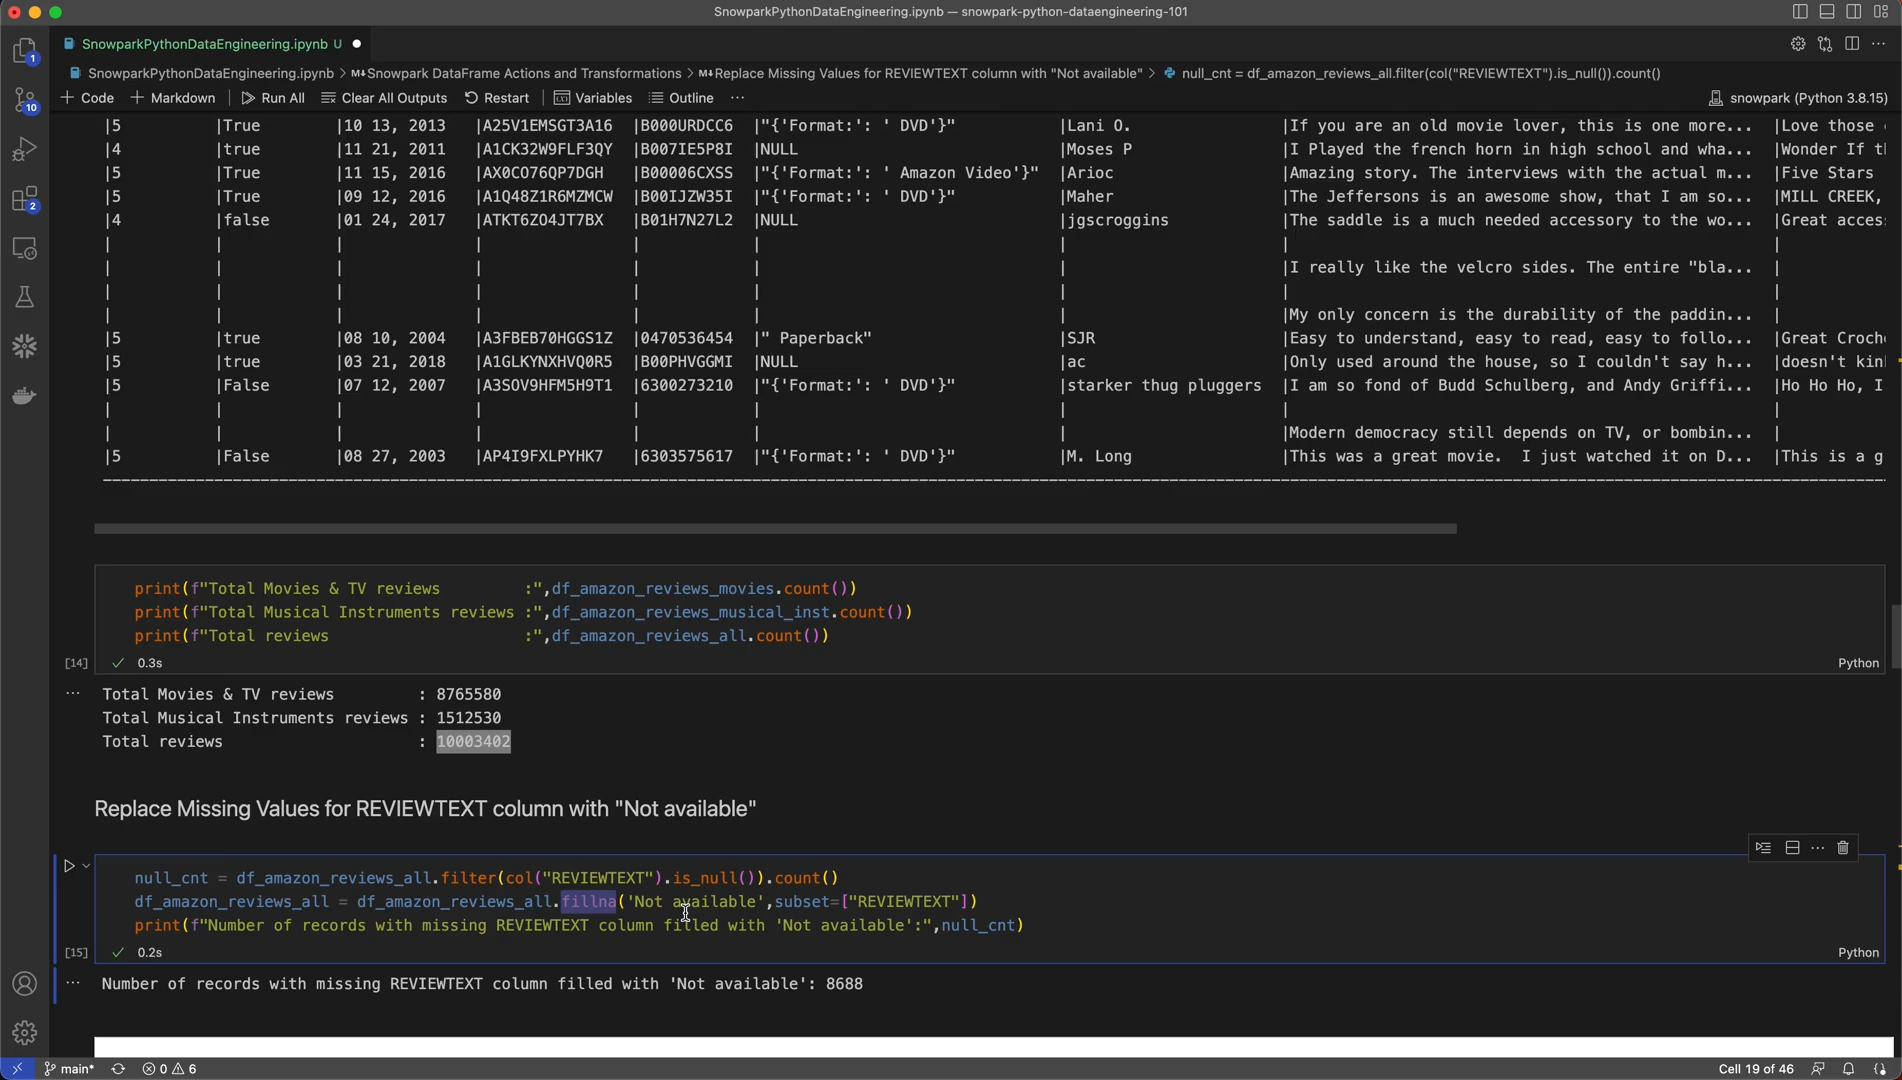 SnowparkPythonDataEngineering.ipynb — snowpark-python-dataengineering-101
SnowparkPythonDataEngineering.ipynb U
SnowparkPythonDataEngineering.ipynb > M↓Snowpark DataFrame Actions and Transformations > M↓Replace Missing Values for REVIEWTEXT column with "Not available" > null_cnt = df_amazon_reviews_all.filter(col("REVIEWTEXT").is_null()).count()
+ Code + Markdown Run All Clear All Outputs Restart Variables Outline ··· snowpark (Python 3.8.15)
1
10
2
|5 |True |10 13, 2013 |A25V1EMSGT3A16 |B000URDCC6 |"{'Format:': ' DVD'}" |Lani O. |If you are an old movie lover, this is one more... |Love those
|4 |true |11 21, 2011 |A1CK32W9FLF3QY |B007IE5P8I |NULL |Moses P |I Played the french horn in high school and wha... |Wonder If t
|5 |True |11 15, 2016 |AX0CO76QP7DGH |B00006CXSS |"{'Format:': ' Amazon Video'}" |Arioc |Amazing story. The interviews with the actual m... |Five Stars
|5 |True |09 12, 2016 |A1Q48Z1R6MZMCW |B00IJZW35I |"{'Format:': ' DVD'}" |Maher |The Jeffersons is an awesome show, that I am so... |MILL CREEK,
|4 |false |01 24, 2017 |ATKT6ZO4JT7BX |B01H7N27L2 |NULL |jgscroggins |The saddle is a much needed accessory to the wo... |Great acces
| | | | | | | | |
| | | | | | | |I really like the velcro sides. The entire "bla... |
| | | | | | | | |
| | | | | | | |My only concern is the durability of the paddin... |
|5 |true |08 10, 2004 |A3FBEB70HGGS1Z |0470536454 |" Paperback" |SJR |Easy to understand, easy to read, easy to follo... |Great Croch
|5 |true |03 21, 2018 |A1GLKYNXHVQ0R5 |B00PHVGGMI |NULL |ac |Only used around the house, so I couldn't say h... |doesn't kin
|5 |False |07 12, 2007 |A3SOV9HFM5H9T1 |6300273210 |"{'Format:': ' DVD'}" |starker thug pluggers |I am so fond of Budd Schulberg, and Andy Griffi... |Ho Ho Ho, I
| | | | | | | | |
| | | | | | | |Modern democracy still depends on TV, or bombin... |
|5 |False |08 27, 2003 |AP4I9FXLPYHK7 |6303575617 |"{'Format:': ' DVD'}" |M. Long |This was a great movie.  I just watched it on D... |This is a g
print(f"Total Movies & TV reviews         :",df_amazon_reviews_movies.count())
print(f"Total Musical Instruments reviews :",df_amazon_reviews_musical_inst.count())
print(f"Total reviews                     :",df_amazon_reviews_all.count())
[14] ✓ 0.3s Python
Total Movies & TV reviews         : 8765580
Total Musical Instruments reviews : 1512530
Total reviews                     : 10003402
Replace Missing Values for REVIEWTEXT column with "Not available"
null_cnt = df_amazon_reviews_all.filter(col("REVIEWTEXT").is_null()).count()
df_amazon_reviews_all = df_amazon_reviews_all.fillna('Not available',subset=["REVIEWTEXT"])
print(f"Number of records with missing REVIEWTEXT column filled with 'Not available':",null_cnt)
[15] ✓ 0.2s Python
Number of records with missing REVIEWTEXT column filled with 'Not available': 8688
main* 0 6 Cell 19 of 46